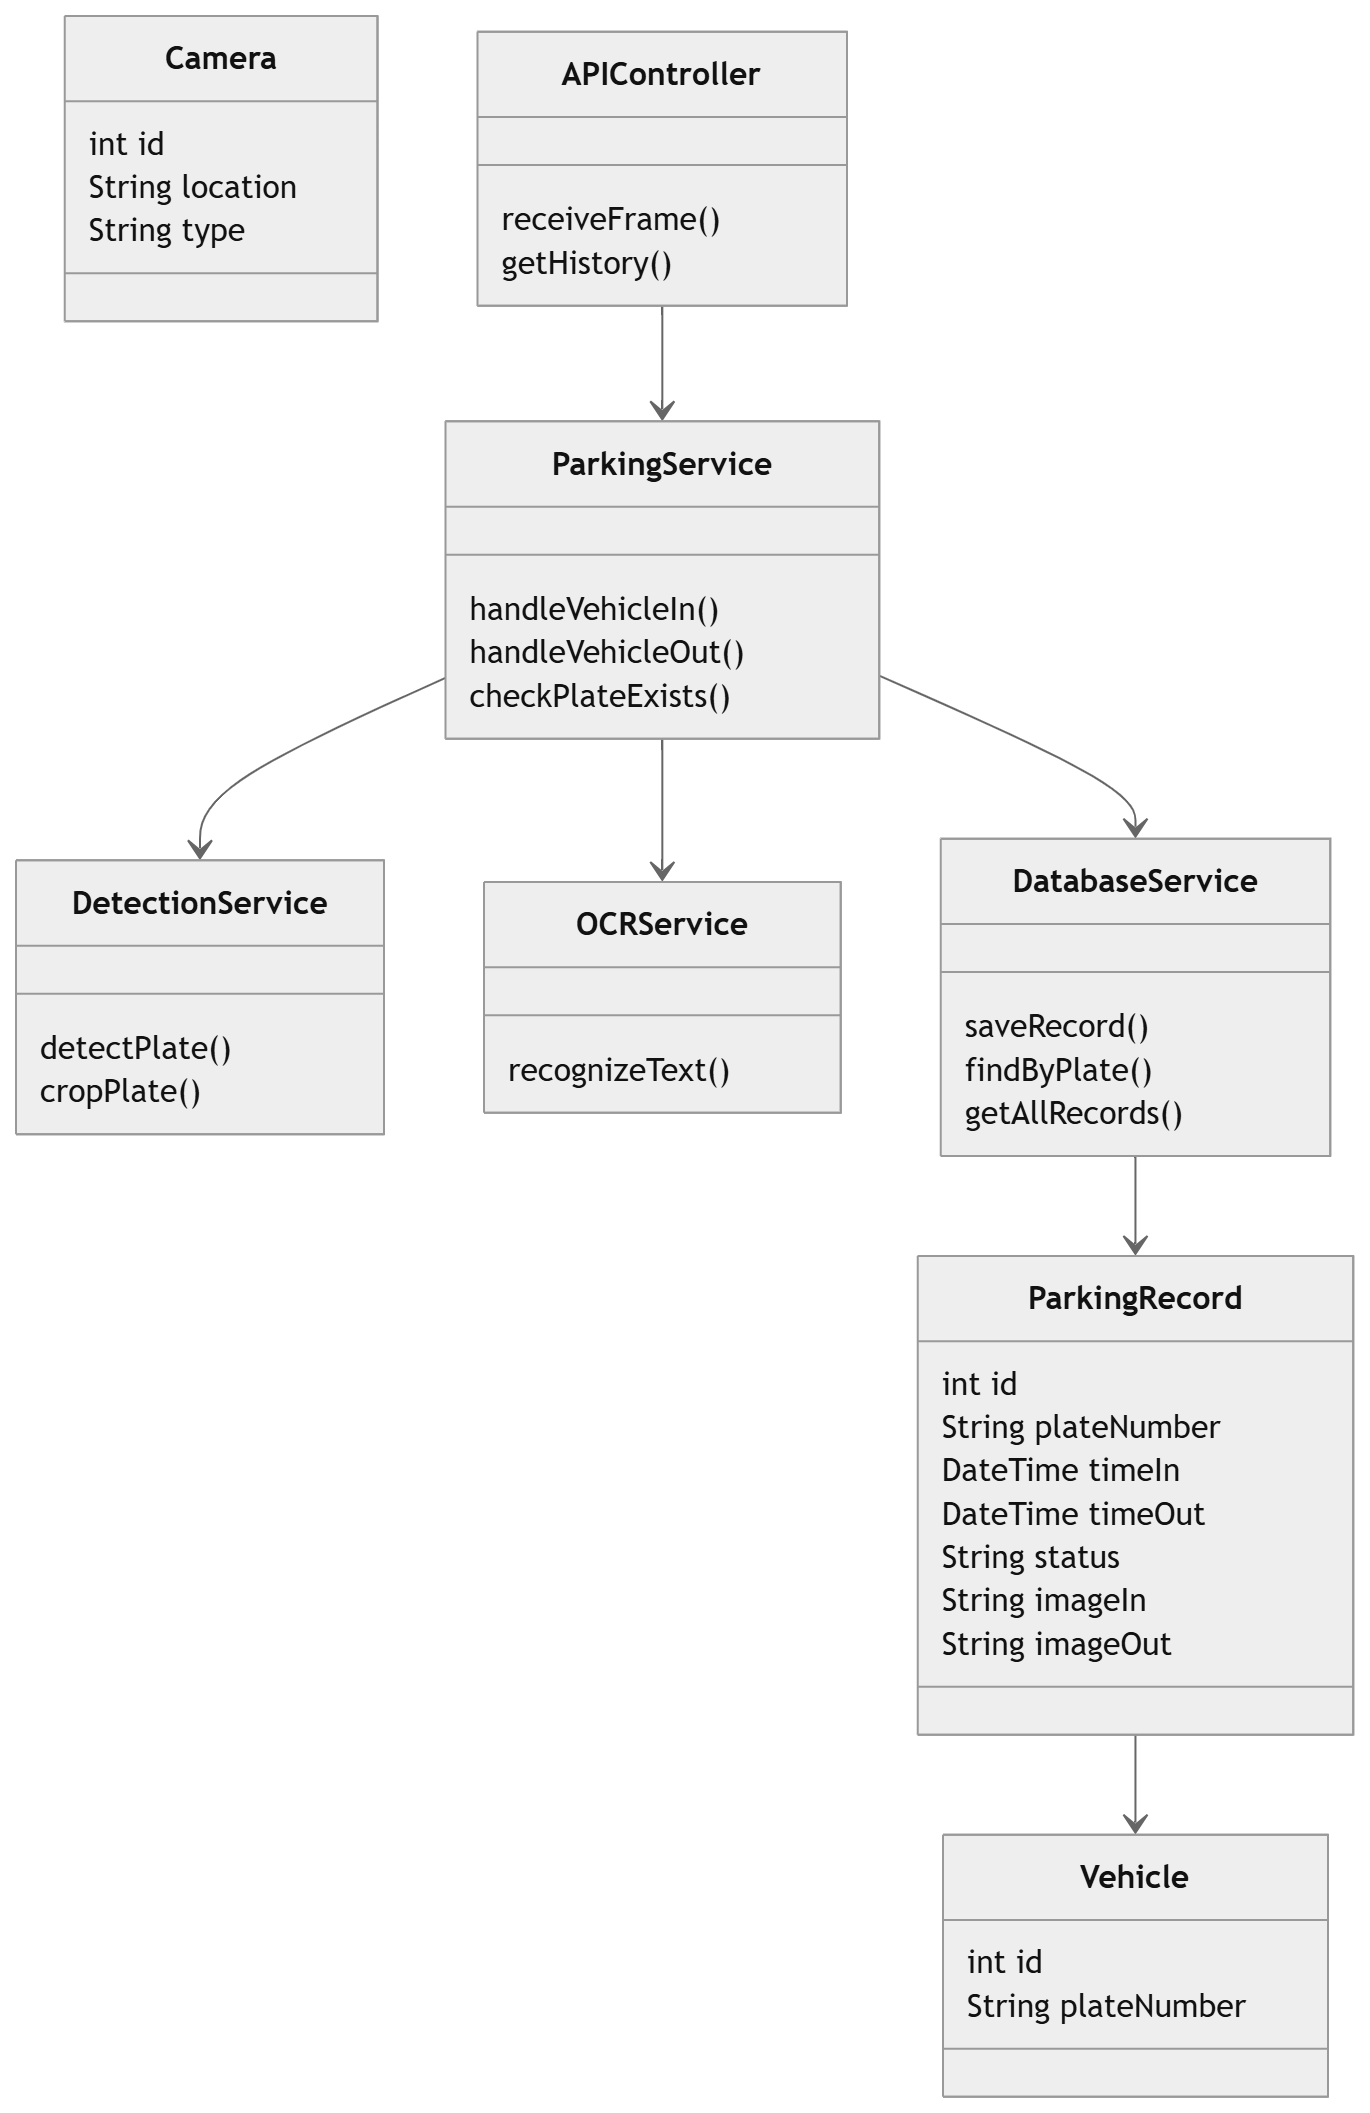 Camera
int id
String location
String type
APIController
receiveFrame()
getHistory()
ParkingService
handleVehicleIn()
handleVehicleOut()
checkPlateExists()
DetectionService
detectPlate()
cropPlate()
OCRService
recognizeText()
DatabaseService
saveRecord()
findByPlate()
getAllRecords()
ParkingRecord
int id
String plateNumber
DateTime timeIn
DateTime timeOut
String status
String imageIn
String imageOut
Vehicle
int id
String plateNumber